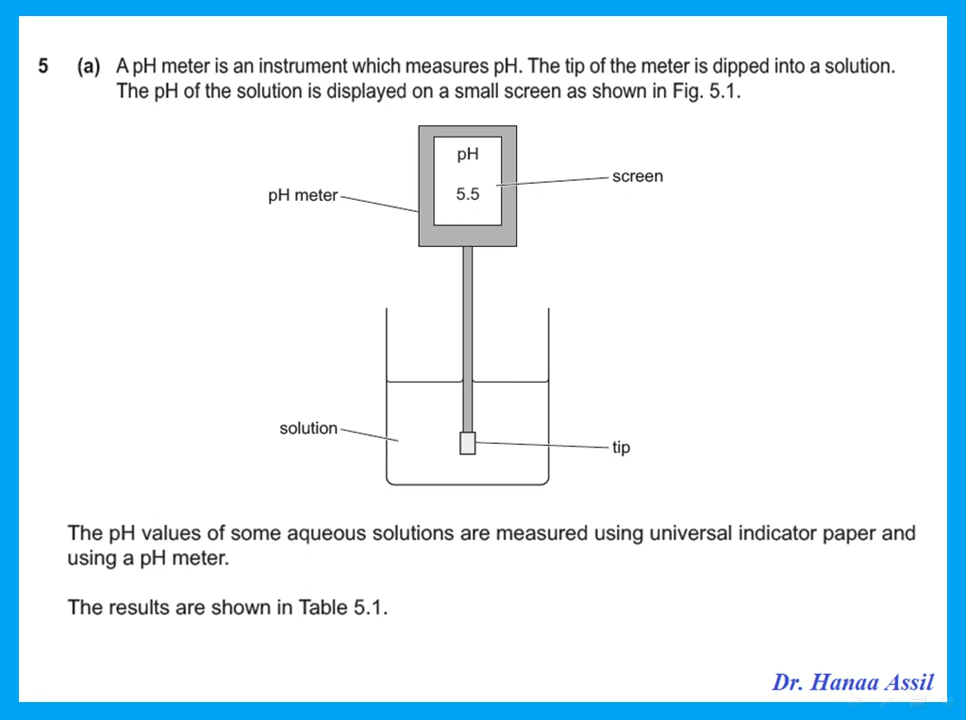 5 (a) A pH meter is an instrument which measures pH. The tip of the meter is dipped into a solution.
The pH of the solution is displayed on a small screen as shown in Fig. 5.1.
pH
screen
pH meter
5.5
solution
tip
The pH values of some aqueous solutions are measured using universal indicator paper and
using a pH meter.
The results are shown in Table 5.1.
Dr. Hanaa Assil